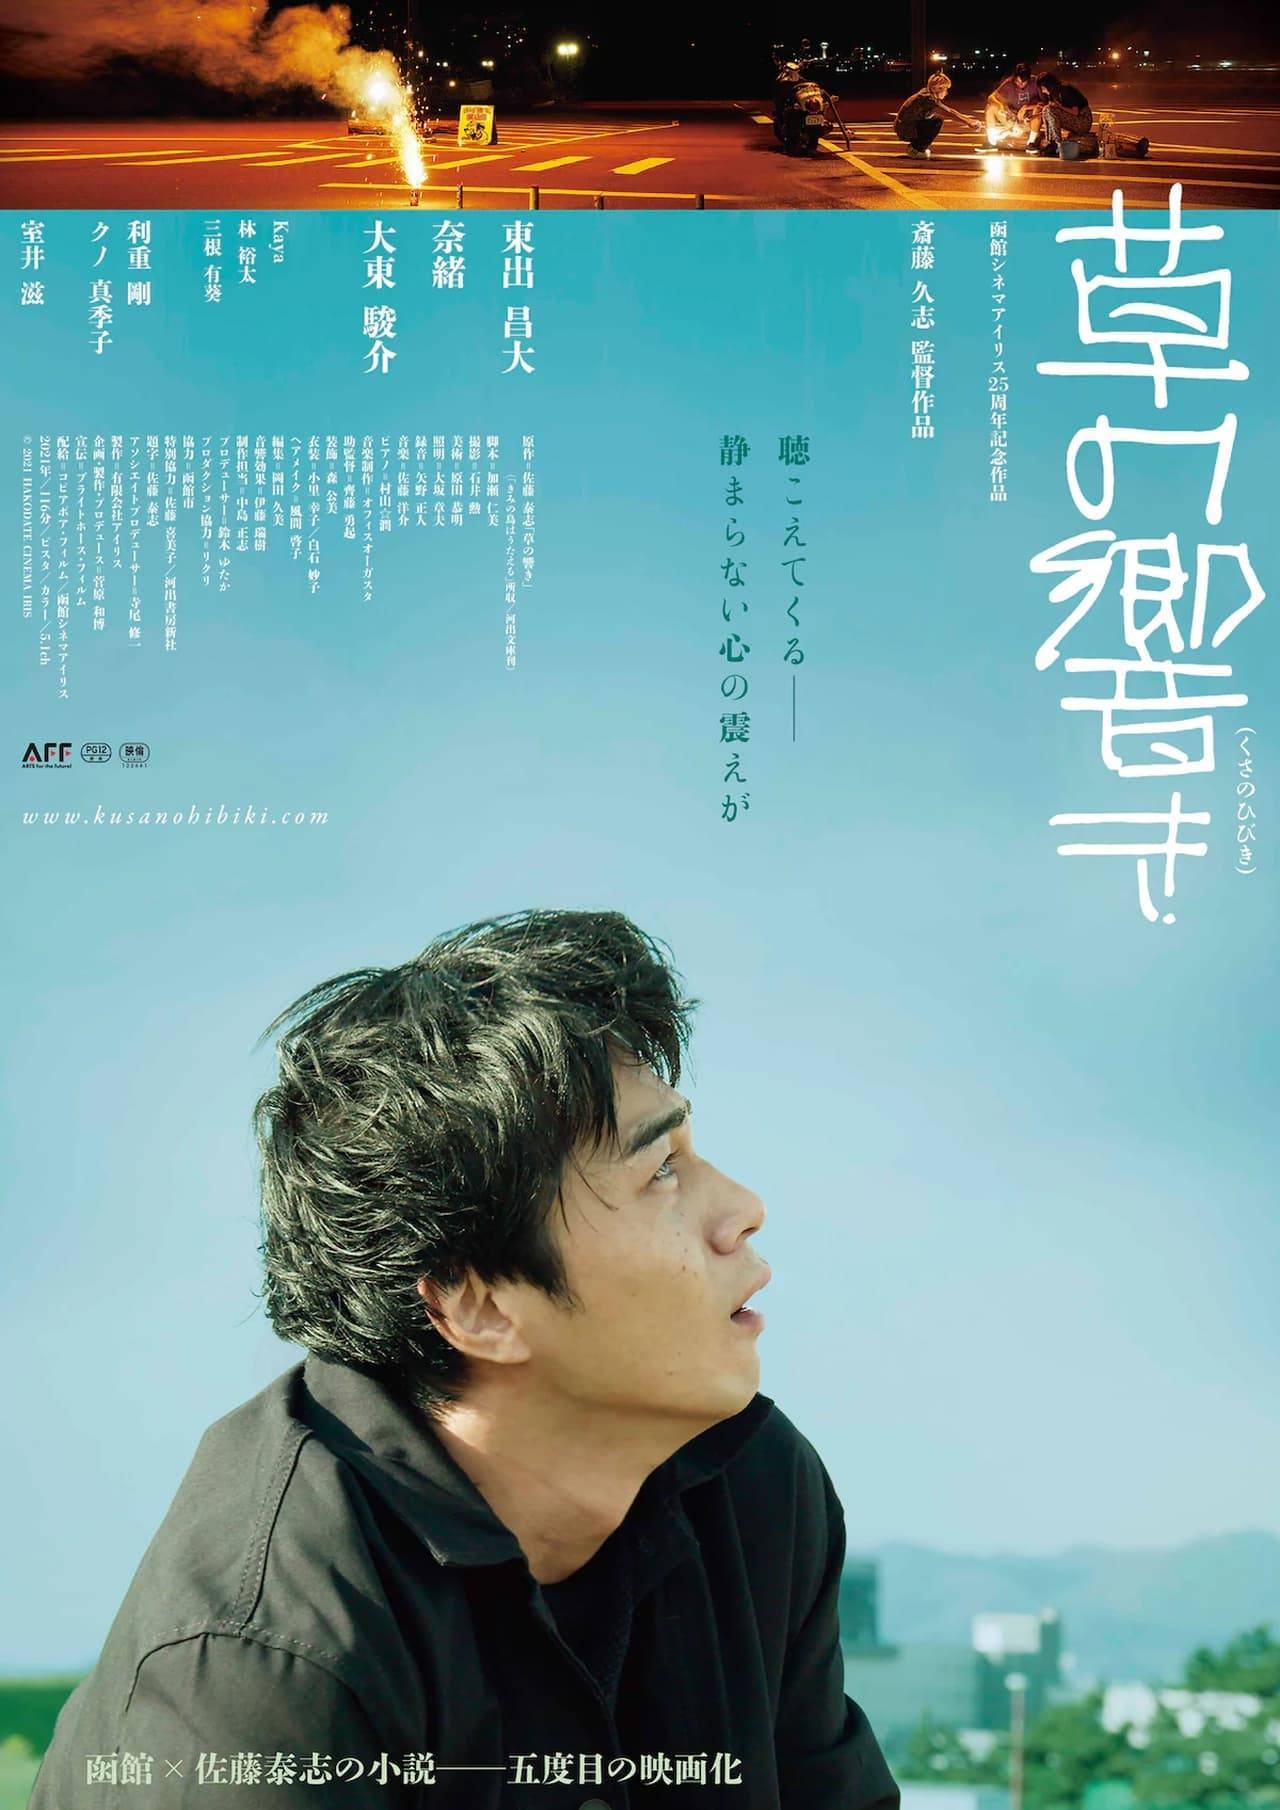 草の響き
(くさのひびき)
函館シネマアイリス25周年記念作品
斎藤 久志 監督作品
聴こえてくる──
静まらない心の震えが
東出 昌大
奈緒
大東 駿介
Kaya
林 裕太
三根 有葵
利重 剛
クノ 真季子
室井 滋
原作=佐藤 泰志「草の響き」
(「きみの鳥はうたえる」所収/河出文庫刊)
脚本=加瀬 仁美
撮影=石井 勲
美術=原田 恭明
照明=大坂 章夫
録音=矢野 正人
音楽=佐藤 洋介
ピアノ=村山☆潤
音楽制作=オフィスオーガスタ
助監督=齊藤 勇起
装飾=森 公美
衣装=小里 幸子/白石 妙子
ヘアメイク=風間 啓子
編集=岡田 久美
音響効果=伊藤 瑞樹
制作担当=中島 正志
プロデューサー=鈴木 ゆたか
プロダクション協力=リクリ
協力=函館市
特別協力=佐藤 喜美子/河出書房新社
題字=佐藤 泰志
アソシエイトプロデューサー=寺尾 修一
製作=有限会社アイリス
企画・製作・プロデュース=菅原 和博
宣伝=ブライトホース・フィルム
配給=コピアポア・フィルム/函館シネマアイリス
2021年/116分/ビスタ/カラー/5.1ch
© 2021 HAKODATE CINEMA IRIS
AFF
ARTS for the future!
PG12
映倫
映倫
122661
www.kusanohibiki.com
函館×佐藤泰志の小説──五度目の映画化